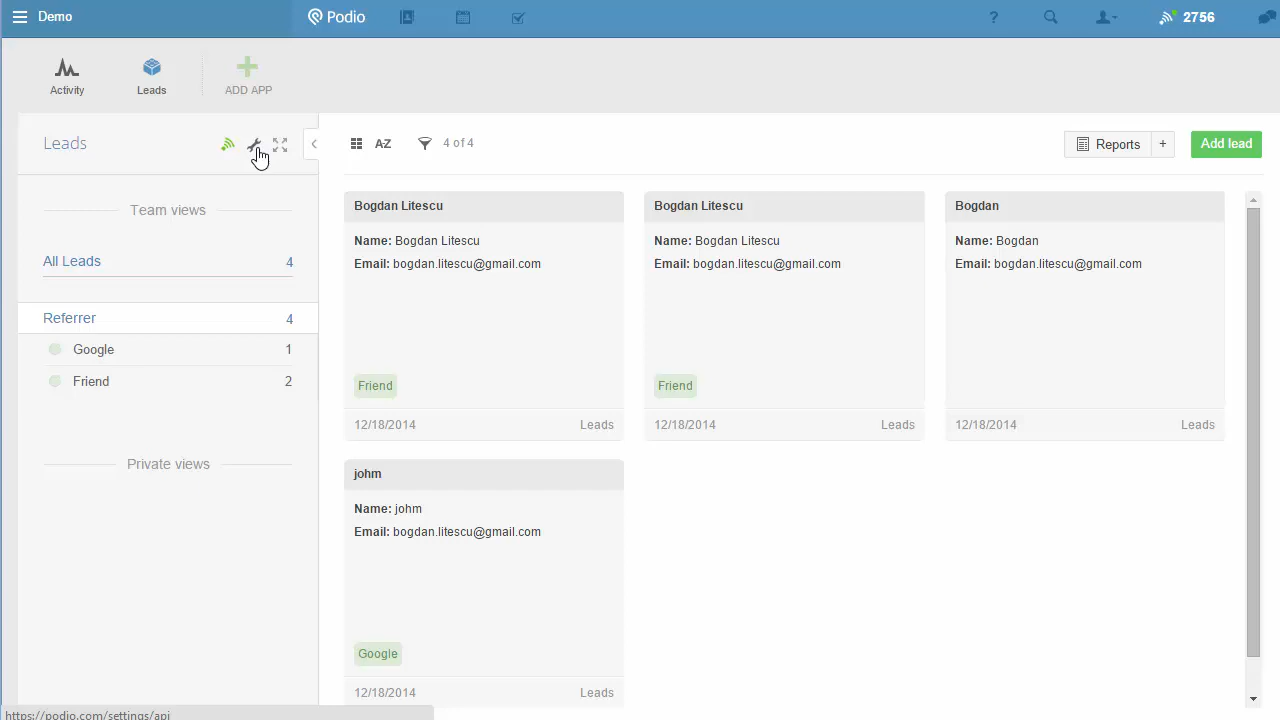 Demo
Podio
?
2756
Activity
Leads
ADD APP
Leads
A-Z
4 of 4
Reports
+
Add lead
Team views
All Leads 4
Referrer 4
Google 1
Friend 2
Private views
Bogdan Litescu
Name: Bogdan Litescu
Email: bogdan.litescu@gmail.com
Friend
12/18/2014 Leads
Bogdan Litescu
Name: Bogdan Litescu
Email: bogdan.litescu@gmail.com
Friend
12/18/2014 Leads
Bogdan
Name: Bogdan
Email: bogdan.litescu@gmail.com
12/18/2014 Leads
johm
Name: johm
Email: bogdan.litescu@gmail.com
Google
12/18/2014 Leads
https://podio.com/settings/api